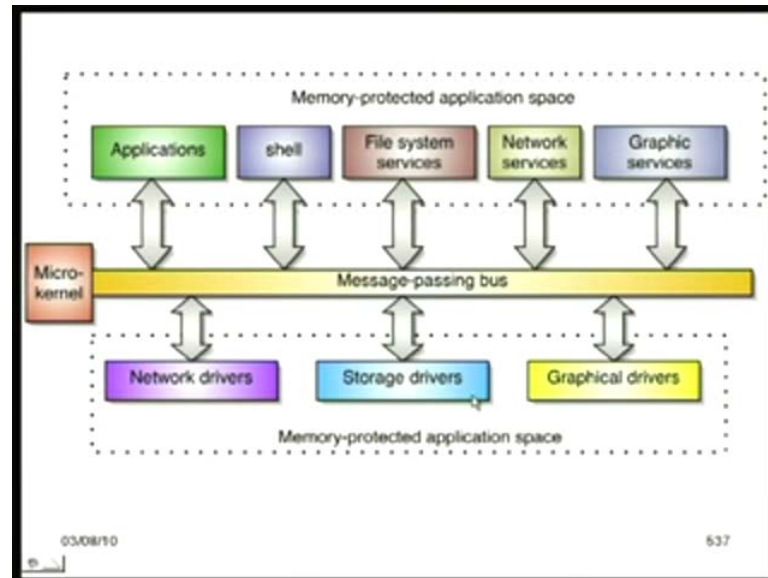 Memory-protected application space
Applications
shell
File system
services
Network
services
Graphic
services
Micro-
kernel
Message-passing bus
Network drivers
Storage drivers
Graphical drivers
Memory-protected application space
03/08/10
537